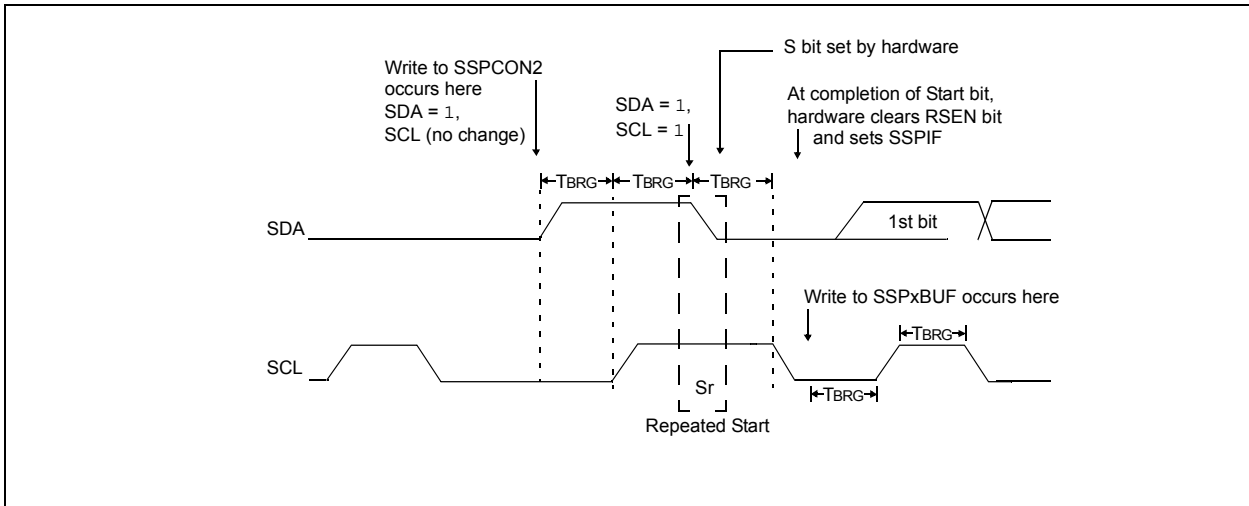 S bit set by hardware
Write to SSPCON2
occurs here
SDA = 1,
SCL (no change)
SDA = 1,
SCL = 1
At completion of Start bit,
hardware clears RSEN bit
and sets SSPIF
TBRG TBRG TBRG
SDA
1st bit
Write to SSPxBUF occurs here
TBRG
SCL
Sr
TBRG
Repeated Start